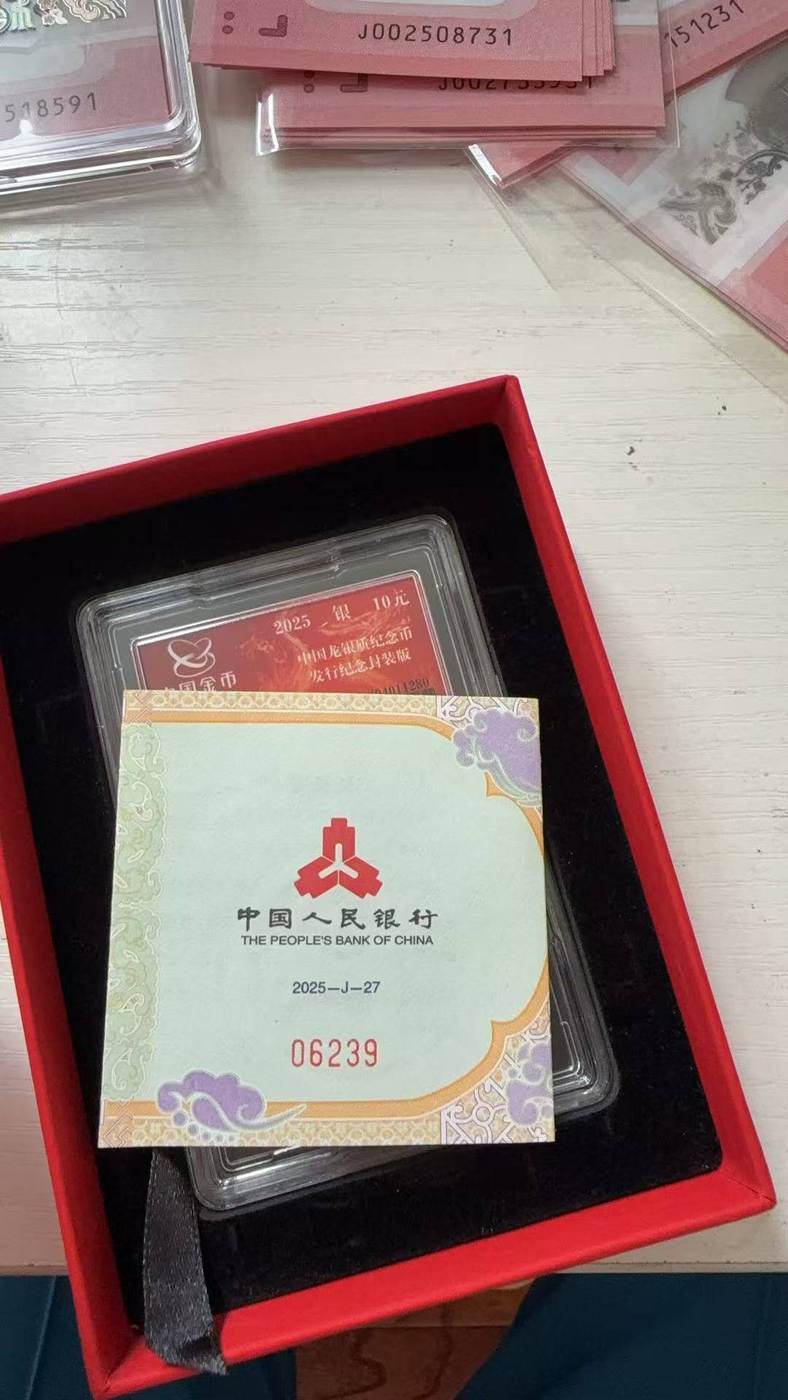 518591
J002508731
151231
2025 银 10元
中国金币
中国龙银质纪念币
发行纪念封装版
中国人民银行
THE PEOPLE'S BANK OF CHINA
2025-J-27
06239